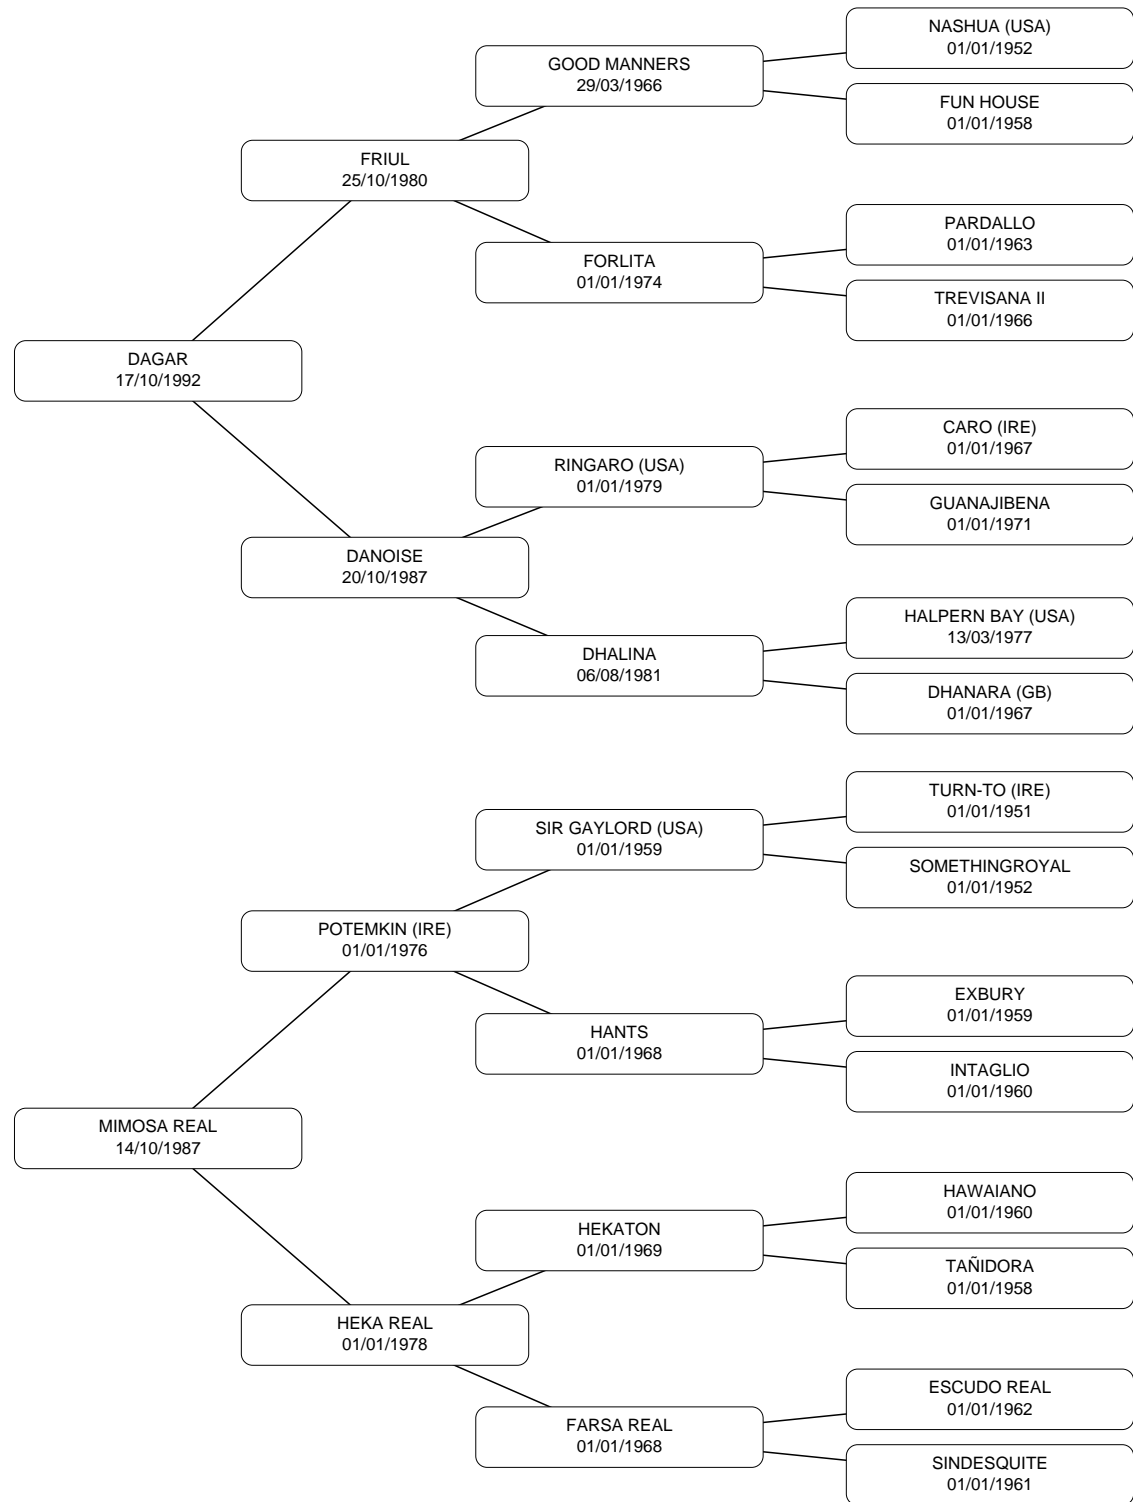 NASHUA (USA)
01/01/1952
GOOD MANNERS
29/03/1966
FUN HOUSE
01/01/1958
FRIUL
25/10/1980
PARDALLO
01/01/1963
FORLITA
01/01/1974
TREVISANA II
01/01/1966
DAGAR
17/10/1992
CARO (IRE)
01/01/1967
RINGARO (USA)
01/01/1979
GUANAJIBENA
01/01/1971
DANOISE
20/10/1987
HALPERN BAY (USA)
13/03/1977
DHALINA
06/08/1981
DHANARA (GB)
01/01/1967
TURN-TO (IRE)
01/01/1951
SIR GAYLORD (USA)
01/01/1959
SOMETHINGROYAL
01/01/1952
POTEMKIN (IRE)
01/01/1976
EXBURY
01/01/1959
HANTS
01/01/1968
INTAGLIO
01/01/1960
MIMOSA REAL
14/10/1987
HAWAIANO
01/01/1960
HEKATON
01/01/1969
TAÑIDORA
01/01/1958
HEKA REAL
01/01/1978
ESCUDO REAL
01/01/1962
FARSA REAL
01/01/1968
SINDESQUITE
01/01/1961